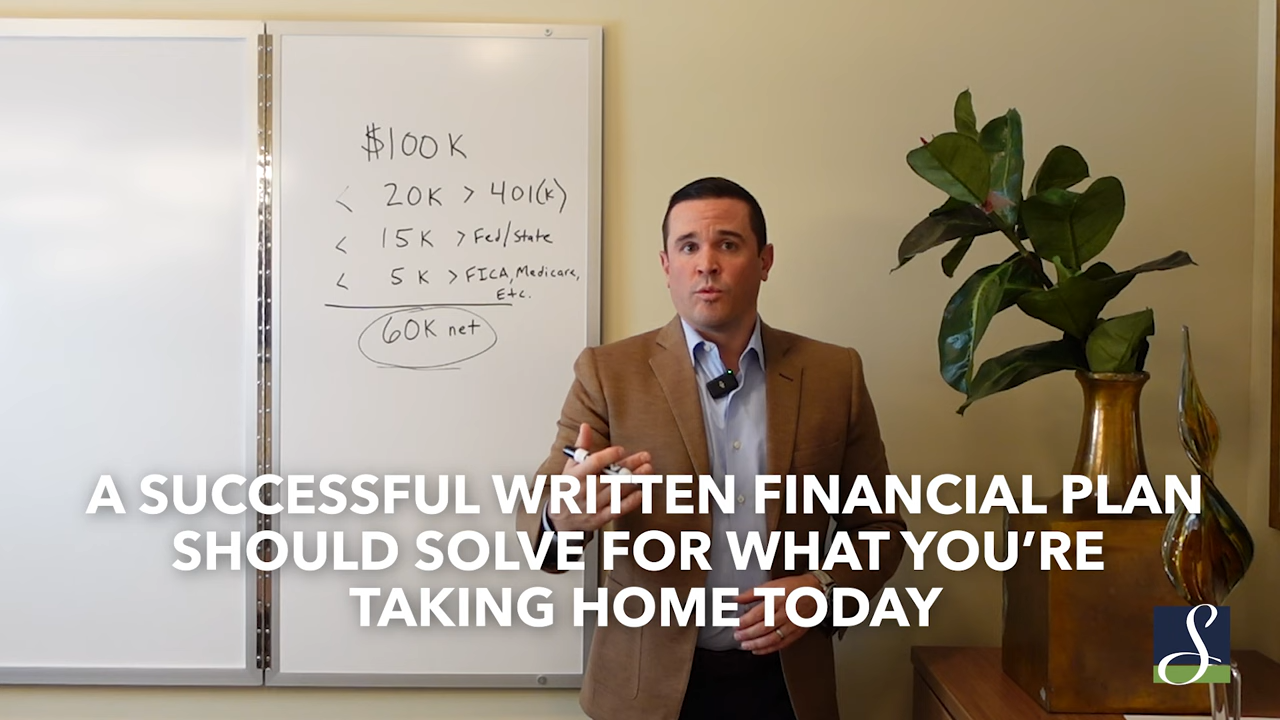 $100K
< 20K > 401(k)
< 15K > Fed/State
< 5K > FICA, Medicare,
Etc.
60K net
A SUCCESSFUL WRITTEN FINANCIAL PLAN
SHOULD SOLVE FOR WHAT YOU'RE
TAKING HOME TODAY
S